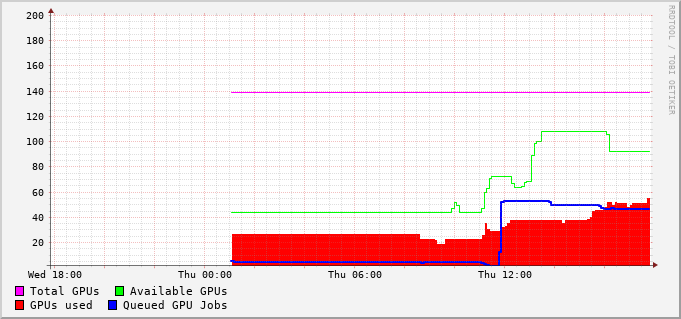 200
180
160
140
120
100
80
60
40
20
Wed 18:00 Thu 00:00 Thu 06:00 Thu 12:00
Total GPUs Available GPUs
GPUs used Queued GPU Jobs
RRDTOOL / TOBI OETIKER